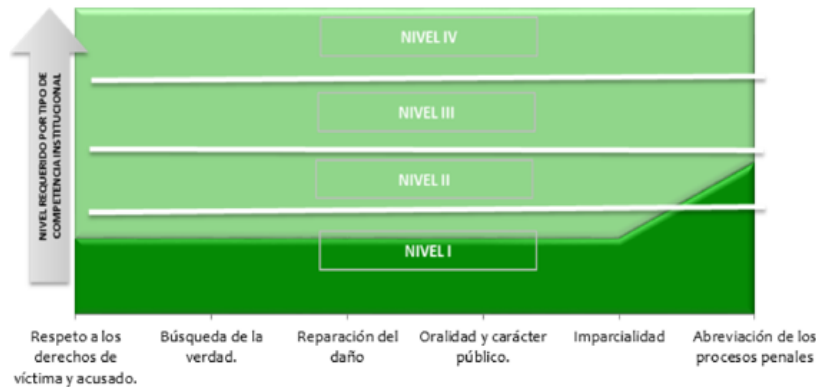 NIVEL REQUERIDO POR TIPO DE
COMPETENCIA INSTITUCIONAL
NIVEL IV
NIVEL III
NIVEL II
NIVEL I
Respeto a los
derechos de
víctima y acusado.
Búsqueda de la
verdad.
Reparación del
daño
Oralidad y carácter
público.
Imparcialidad
Abreviación de los
procesos penales